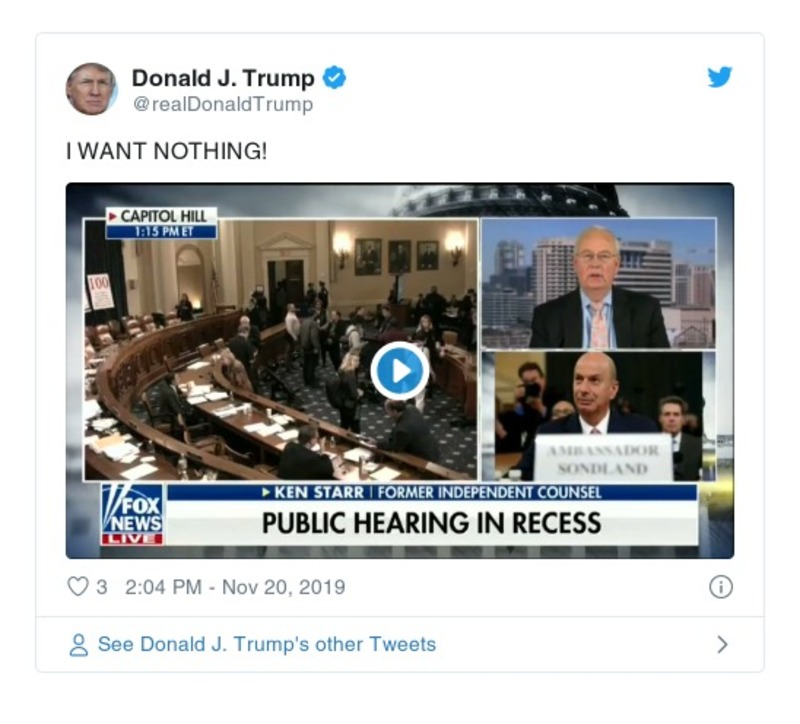 Donald J. Trump
@realDonaldTrump
I WANT NOTHING!
CAPITOL HILL
1:15 PM ET
100
AMBASSADOR
SONDLAND
KEN STARR | FORMER INDEPENDENT COUNSEL
FOX
NEWS
LIVE
PUBLIC HEARING IN RECESS
3 2:04 PM - Nov 20, 2019
See Donald J. Trump's other Tweets